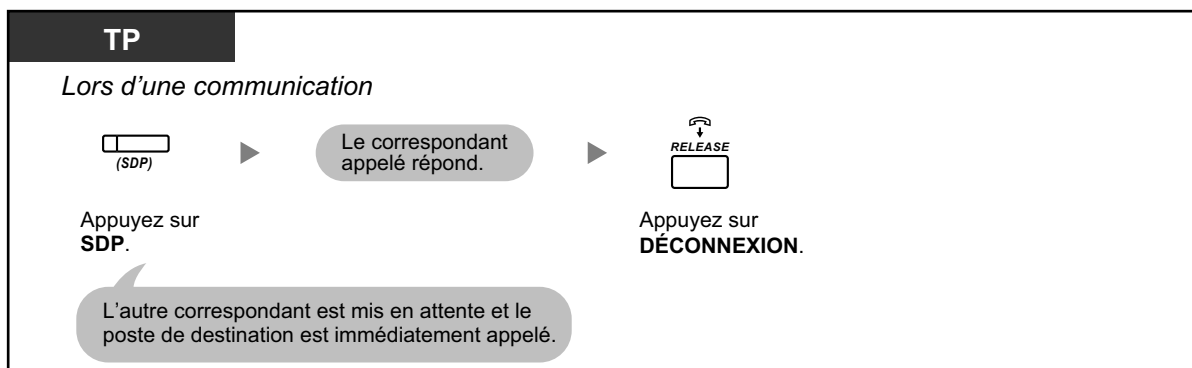 TP
Lors d’une communication
(SDP)
Le correspondant
appelé répond.
RELEASE
Appuyez sur
SDP.
Appuyez sur
DÉCONNEXION.
L’autre correspondant est mis en attente et le
poste de destination est immédiatement appelé.